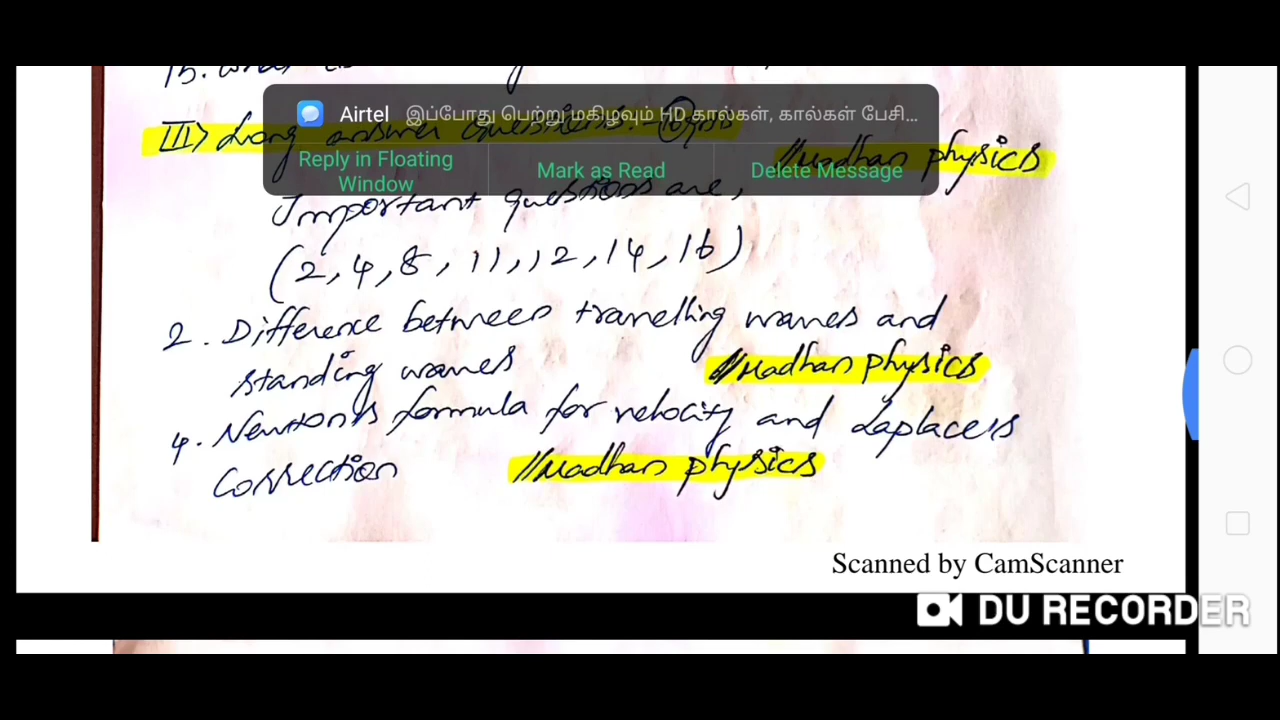 15. What
Airtel இப்போது பெற்று மகிழவும் HD கால்கள், கால்கள் பேசி...
III) Long answer questions:-
Reply in Floating Window
Mark as Read
Delete Message
//Madhan physics
Important questions are,
(2, 4, 8, 11, 12, 14, 16)
2. Difference between travelling waves and
standing waves //Madhan physics
4. Newton's formula for velocity and Laplace's
correction //Madhan physics
Scanned by CamScanner
DU RECORDER